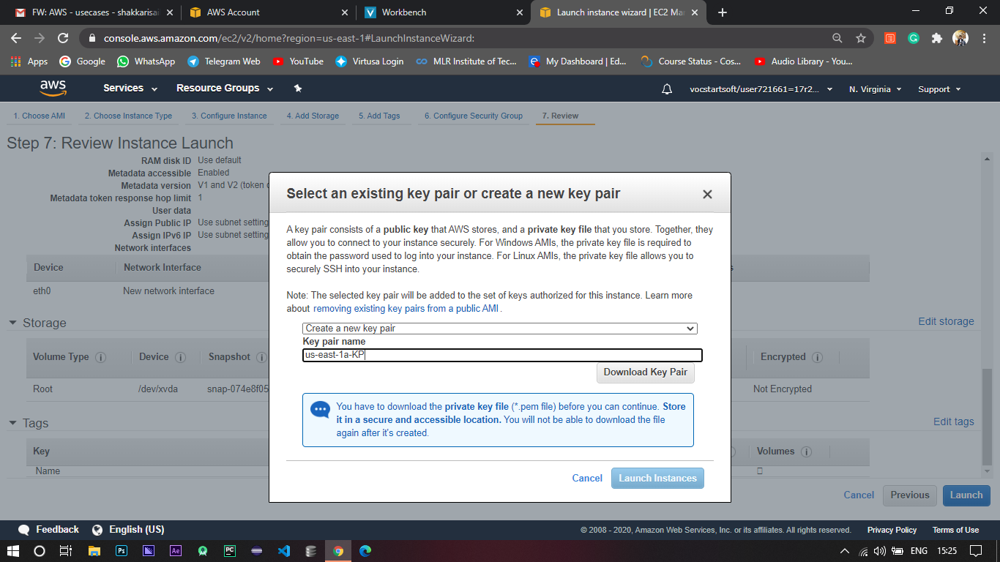 FW: AWS - usecases - shakkarisai
AWS Account
Workbench
Launch instance wizard | EC2 Man
console.aws.amazon.com/ec2/v2/home?region=us-east-1#LaunchInstanceWizard:
Apps
Google
WhatsApp
Telegram Web
YouTube
Virtusa Login
MLR Institute of Tec...
My Dashboard | Ed...
Course Status - Cos...
Audio Library - You...
aws
Services
Resource Groups
vocstartsoft/user721661=17r2...
N. Virginia
Support
1. Choose AMI
2. Choose Instance Type
3. Configure Instance
4. Add Storage
5. Add Tags
6. Configure Security Group
7. Review
Step 7: Review Instance Launch
RAM disk ID Use default
Metadata accessible Enabled
Metadata version V1 and V2 (token o
Metadata token response hop limit 1
User data
Assign Public IP Use subnet setting
Assign IPv6 IP Use subnet setting
Network interfaces
Device Network Interface
eth0 New network interface
Storage
Edit storage
Volume Type Device Snapshot Encrypted
Root /dev/xvda snap-074e8f05 Not Encrypted
Tags
Edit tags
Key Volumes
Name
Select an existing key pair or create a new key pair
A key pair consists of a public key that AWS stores, and a private key file that you store. Together, they
allow you to connect to your instance securely. For Windows AMIs, the private key file is required to
obtain the password used to log into your instance. For Linux AMIs, the private key file allows you to
securely SSH into your instance.
Note: The selected key pair will be added to the set of keys authorized for this instance. Learn more
about removing existing key pairs from a public AMI .
Create a new key pair
Key pair name
us-east-1a-KP
Download Key Pair
You have to download the private key file (*.pem file) before you can continue. Store
it in a secure and accessible location. You will not be able to download the file
again after it's created.
Cancel
Launch Instances
Cancel
Previous
Launch
Feedback
English (US)
© 2008 - 2020, Amazon Web Services, Inc. or its affiliates. All rights reserved.
Privacy Policy
Terms of Use
Ps
Ae
PC
ENG
15:25